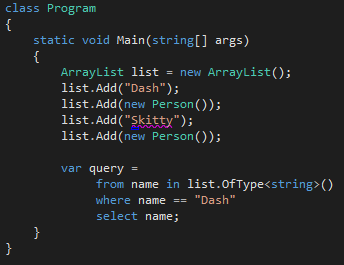 class Program
{
    static void Main(string[] args)
    {
        ArrayList list = new ArrayList();
        list.Add("Dash");
        list.Add(new Person());
        list.Add("Skitty");
        list.Add(new Person());

        var query =
            from name in list.OfType<string>()
            where name == "Dash"
            select name;
    }
}